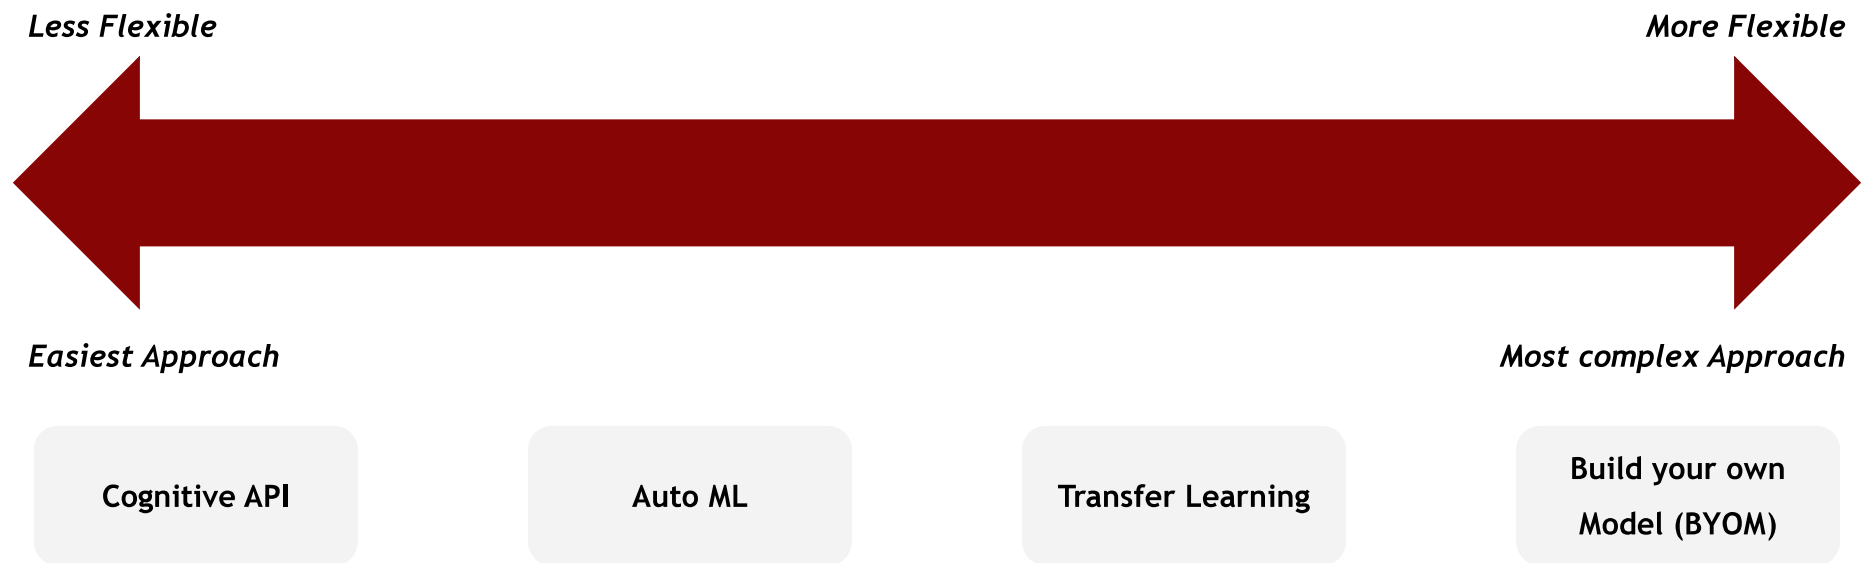 Less Flexible
More Flexible
Easiest Approach
Most complex Approach
Cognitive API
Auto ML
Transfer Learning
Build your own
Model (BYOM)